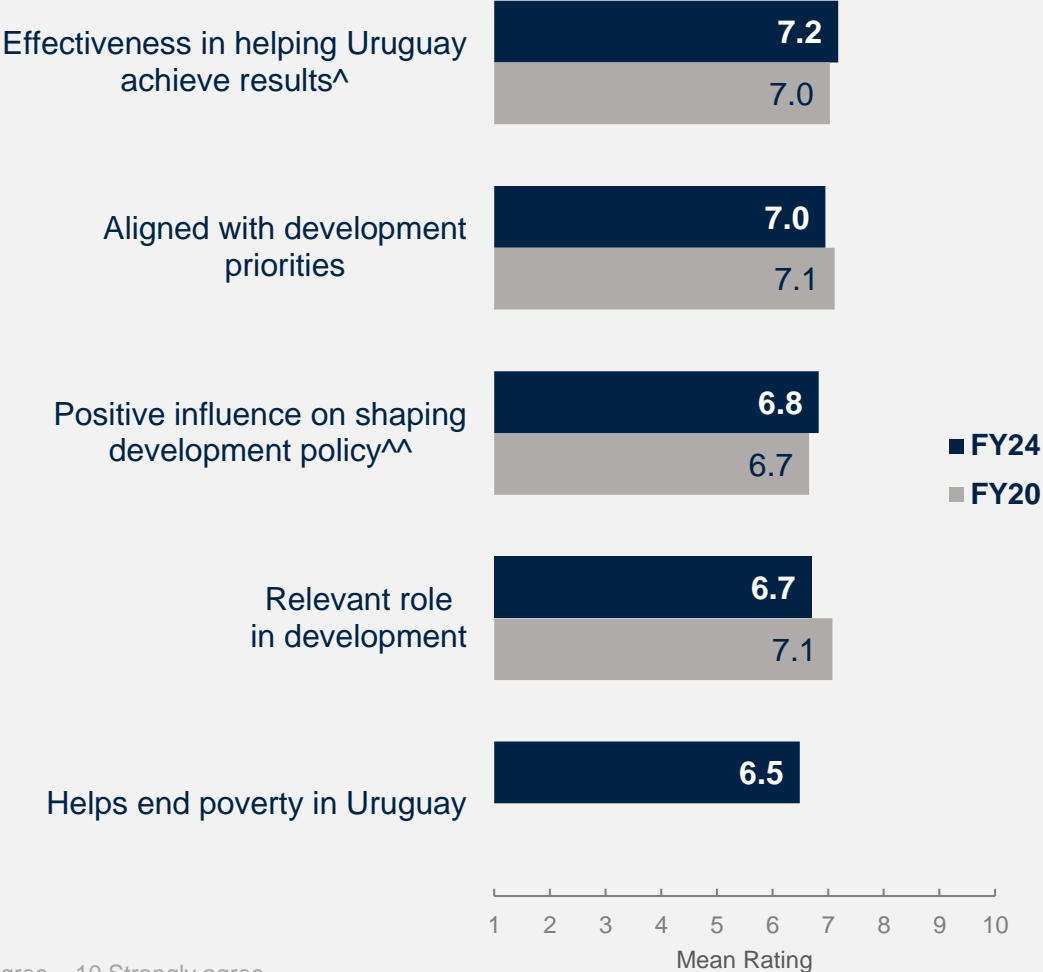 Effectiveness in helping Uruguay
achieve results^
7.2
7.0
Aligned with development
priorities
7.0
7.1
Positive influence on shaping
development policy^^
6.8
6.7
FY24
FY20
Relevant role
in development
6.7
7.1
Helps end poverty in Uruguay
6.5
1 2 3 4 5 6 7 8 9 10
Mean Rating
10 Strongly agree